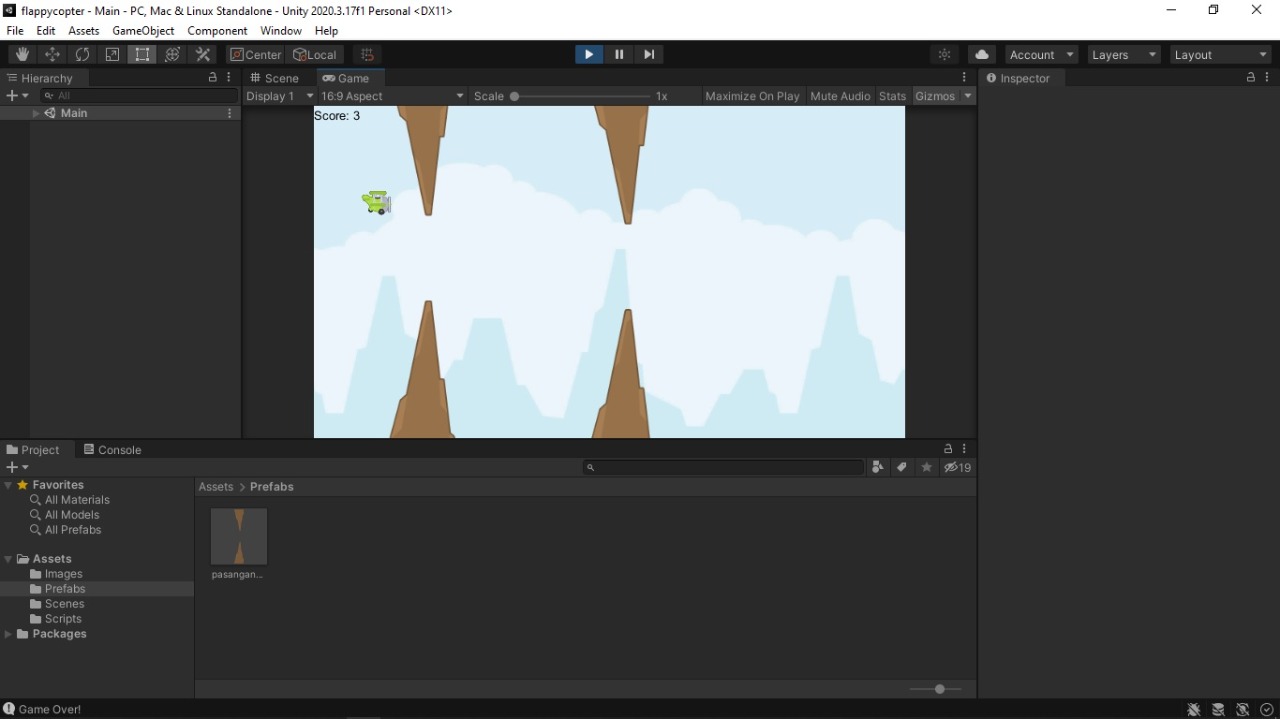 flappycopter - Main - PC, Mac & Linux Standalone - Unity 2020.3.17f1 Personal <DX11>
File Edit Assets GameObject Component Window Help
Center Local Account Layers Layout
Hierarchy Scene Game Inspector
All Display 1 16:9 Aspect Scale 1x Maximize On Play Mute Audio Stats Gizmos
Main
Score: 3
Project Console
19
Favorites
Assets > Prefabs
All Materials
All Models
All Prefabs
Assets
Images
pasangan...
Prefabs
Scenes
Scripts
Packages
Game Over!